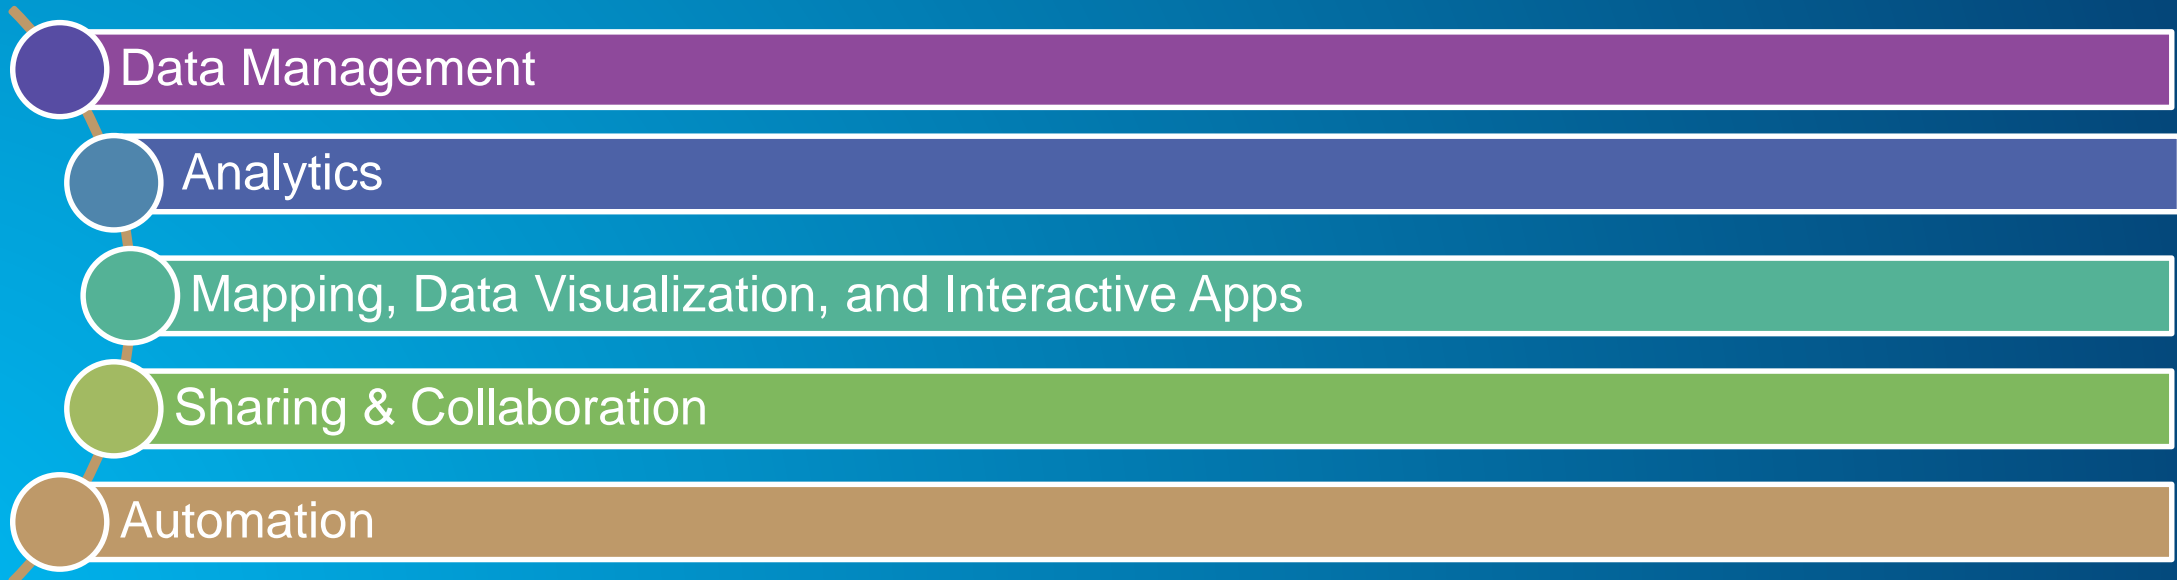 Data Management
Analytics
Mapping, Data Visualization, and Interactive Apps
Sharing & Collaboration
Automation